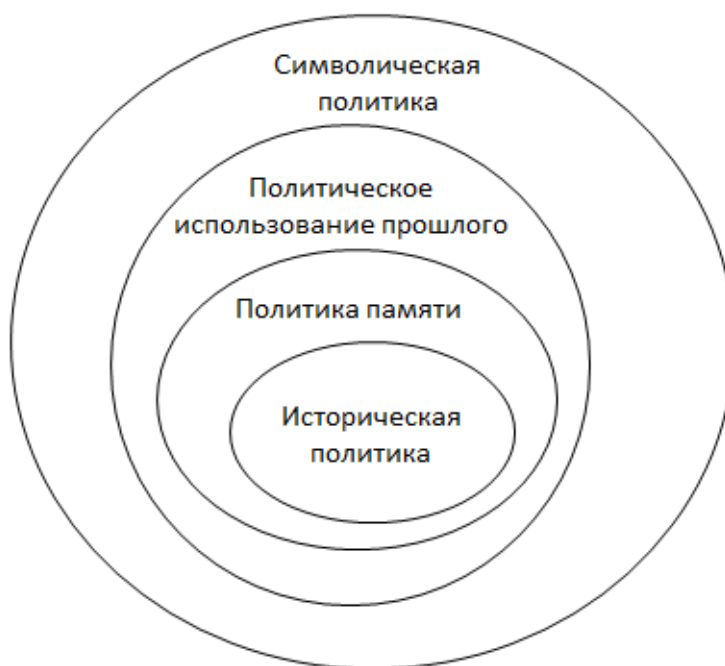 Символическая
политика
Политическое
использование прошлого
Политика памяти
Историческая
политика